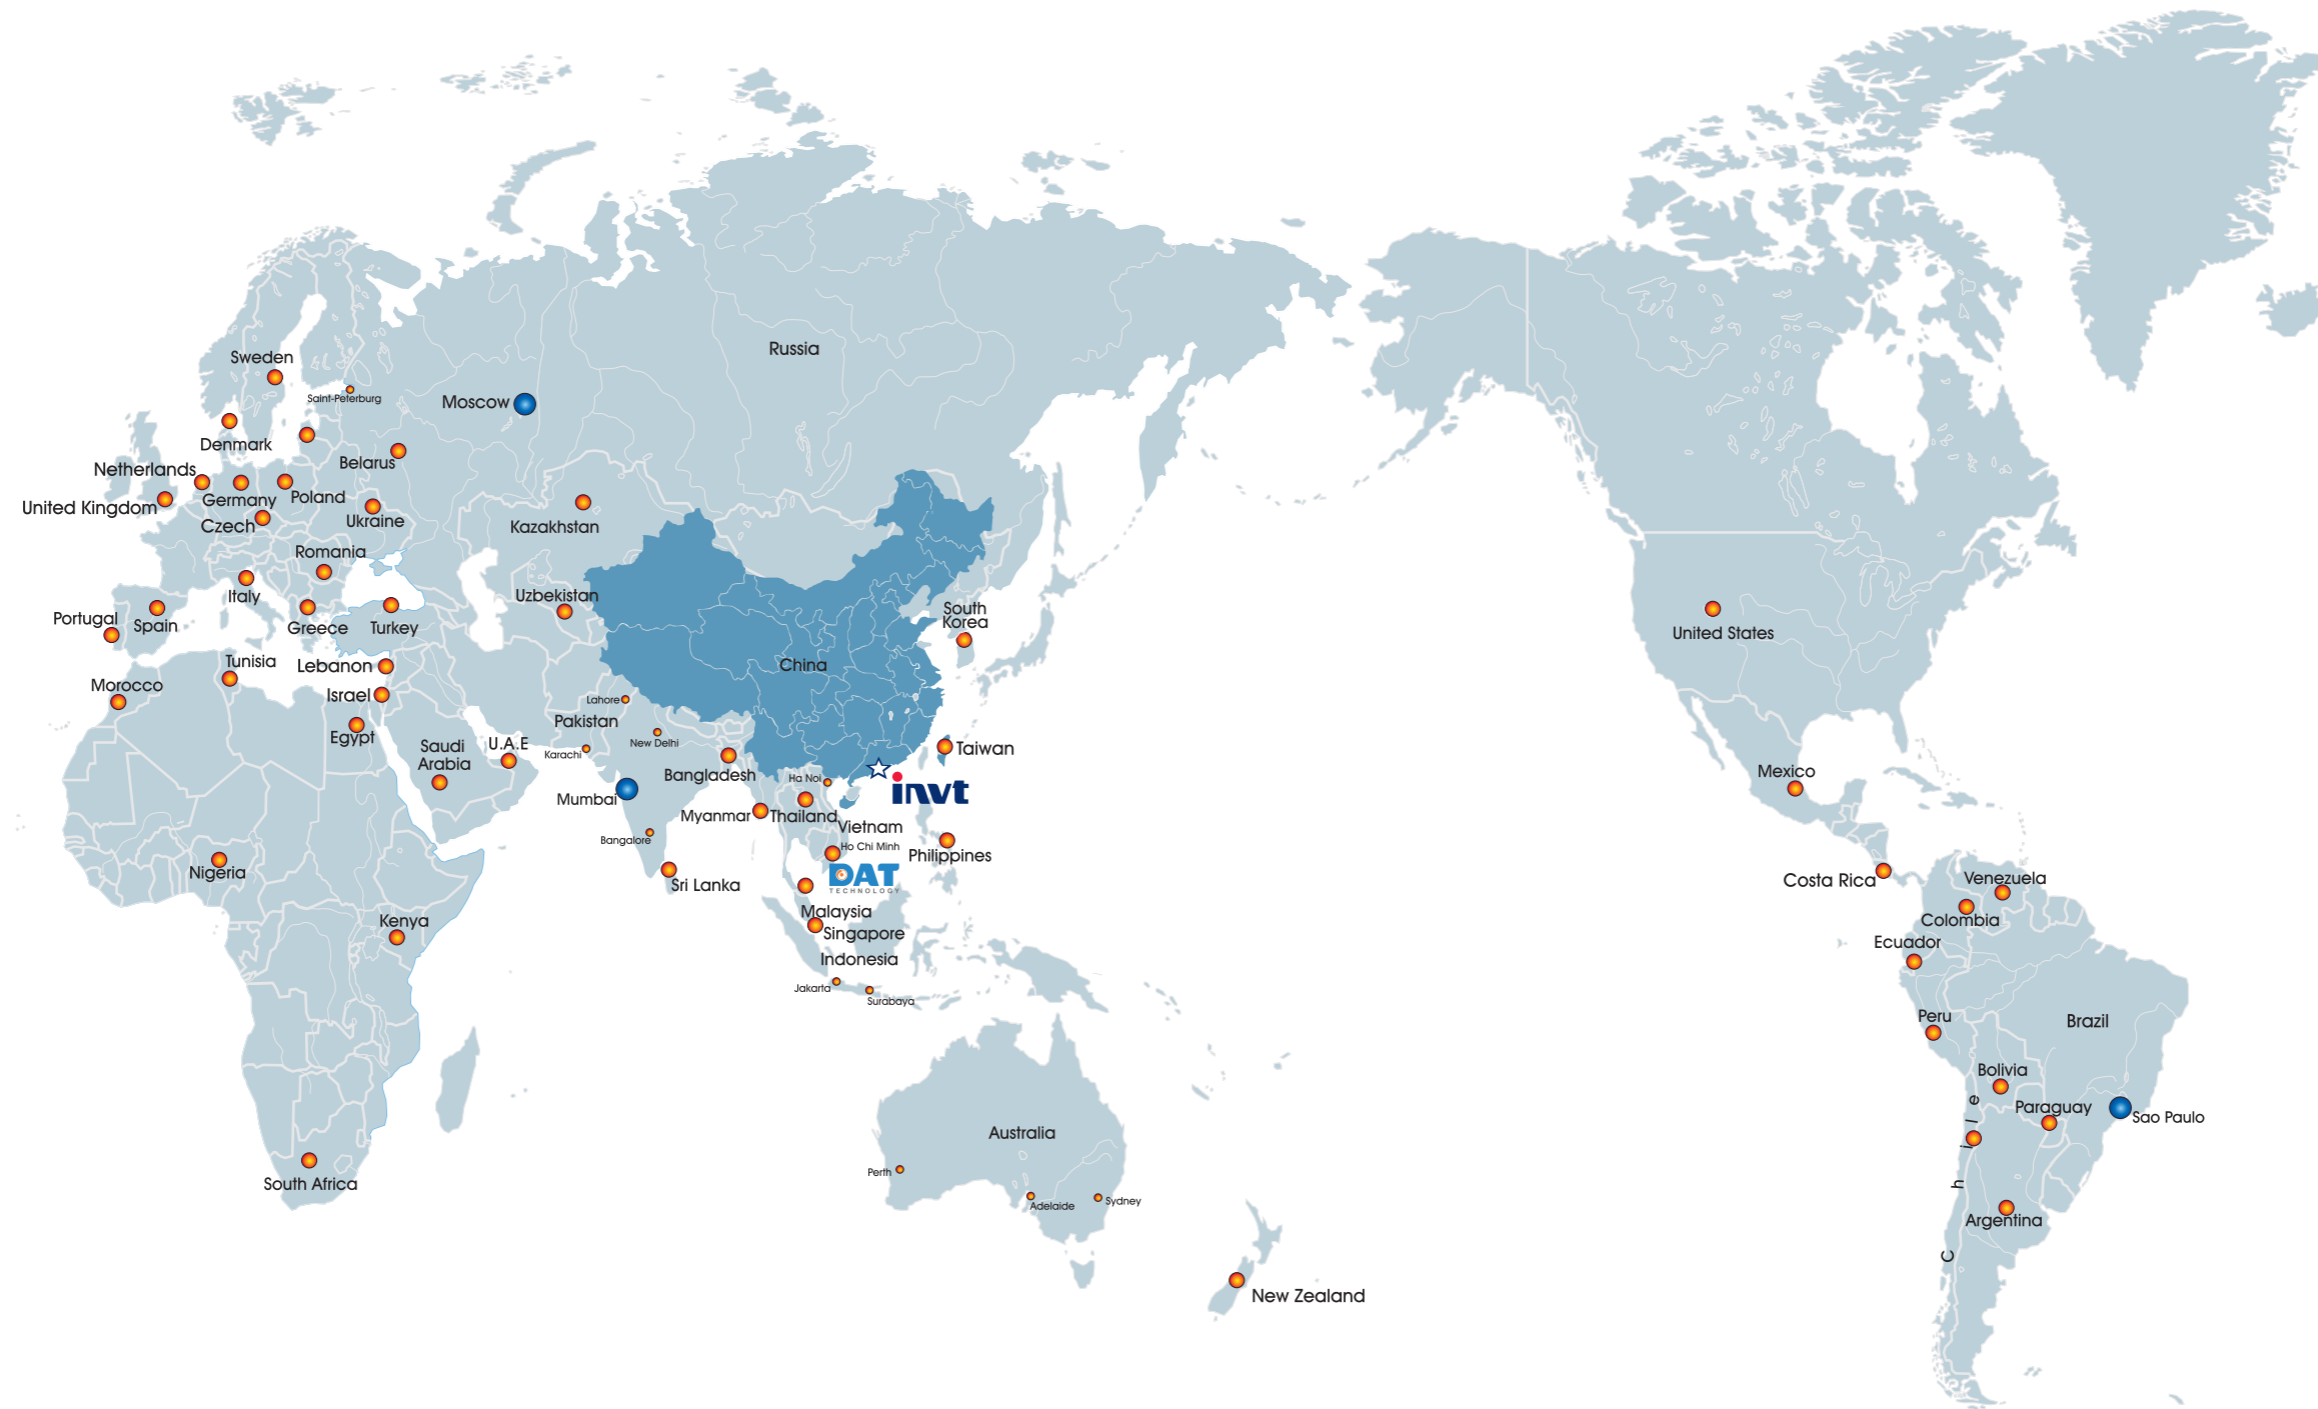 Russia
Sweden
Saint-Peterburg
Moscow
Denmark
Belarus
Netherlands
Germany
Poland
United Kingdom
Czech
Ukraine
Kazakhstan
Romania
Italy
Uzbekistan
Portugal
Spain
Greece
Turkey
South
Korea
United States
China
Tunisia
Lebanon
Morocco
Israel
Lahore
Pakistan
Egypt
Saudi
Arabia
U.A.E
New Delhi
Karachi
Taiwan
Bangladesh
Ha Noi
Mexico
invt
Mumbai
Myanmar
Thailand
Vietnam
Bangalore
Ho Chi Minh
Philippines
Nigeria
DAT
TECHNOLOGY
Sri Lanka
Costa Rica
Venezuela
Malaysia
Colombia
Kenya
Singapore
Ecuador
Indonesia
Jakarta
Surabaya
Peru
Brazil
Bolivia
Paraguay
Sao Paulo
Chile
Australia
Perth
South Africa
Adelaide
Sydney
Argentina
New Zealand